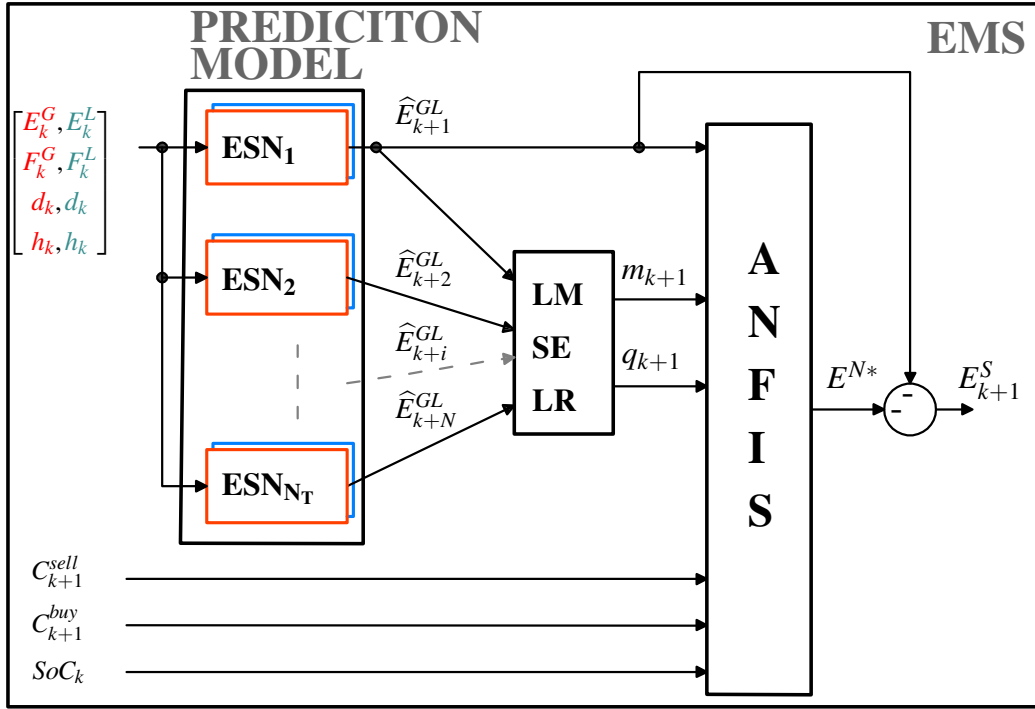 PREDICITON
MODEL
EMS
E_k^G, E_k^L
F_k^G, F_k^L
d_k, d_k
h_k, h_k
ESN_1
Ê_{k+1}^{GL}
ESN_2
Ê_{k+2}^{GL}
Ê_{k+i}^{GL}
Ê_{k+N}^{GL}
ESN_{N_T}
LM
SE
LR
m_{k+1}
q_{k+1}
A
N
F
I
S
E^{N*}
-
-
E_{k+1}^S
C_{k+1}^{sell}
C_{k+1}^{buy}
SoC_k